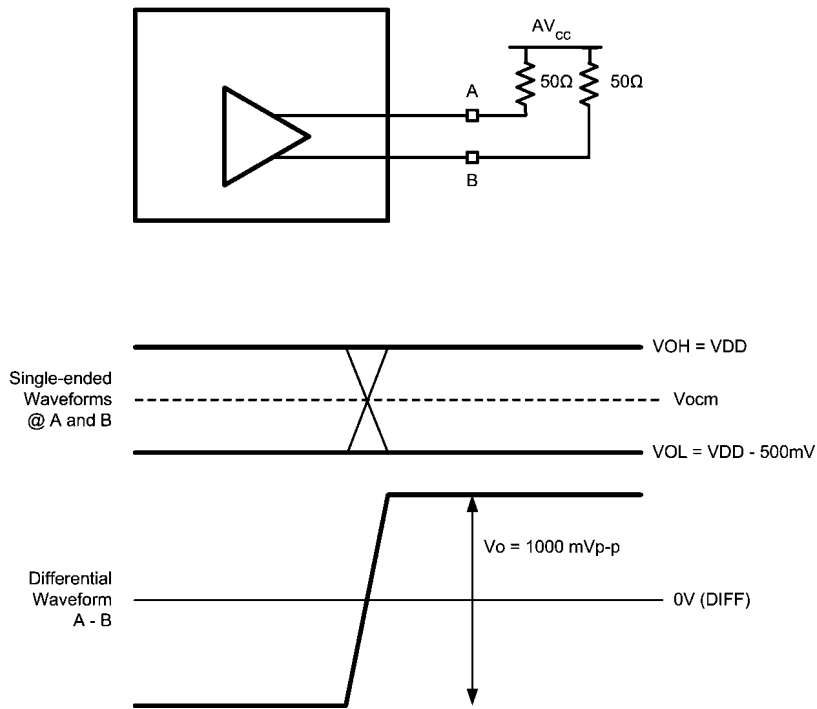 AVcc
50Ω
50Ω
A
B
VOH = VDD
Single-ended
Waveforms
@ A and B
Vocm
VOL = VDD - 500mV
Vo = 1000 mVp-p
Differential
Waveform
A - B
0V (DIFF)